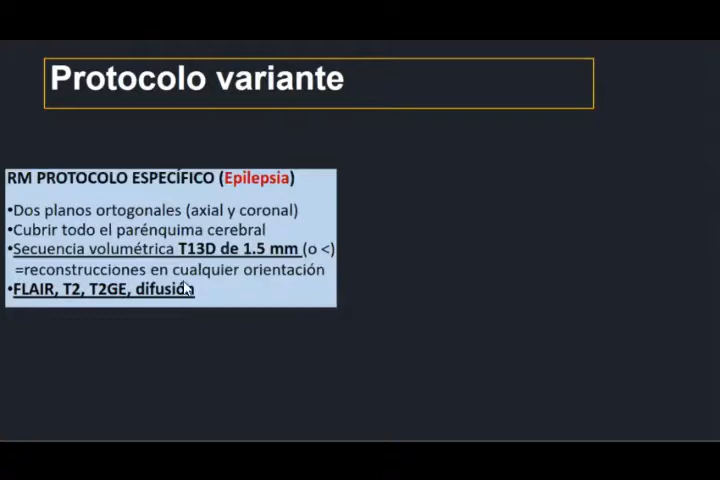 Protocolo variante
RM PROTOCOLO ESPECÍFICO (Epilepsia)
•Dos planos ortogonales (axial y coronal)
•Cubrir todo el parénquima cerebral
•Secuencia volumétrica T13D de 1.5 mm (o <)
=reconstrucciones en cualquier orientación
•FLAIR, T2, T2GE, difusión